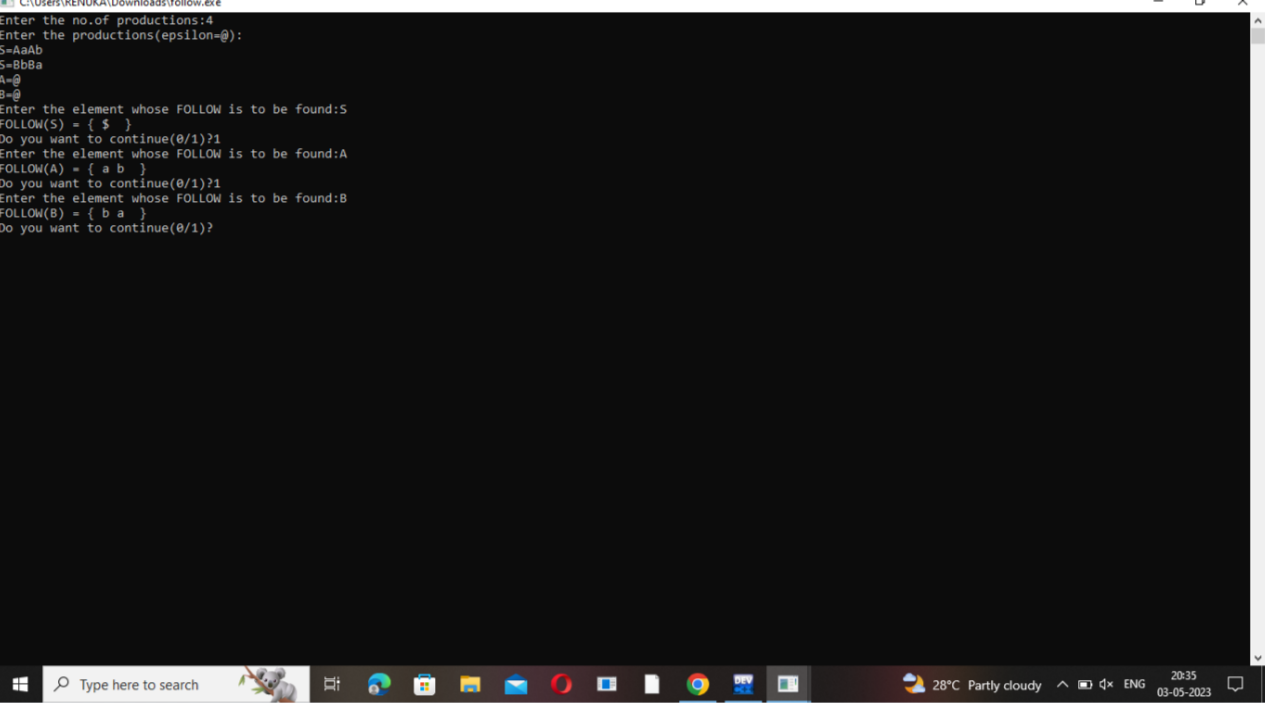 C:\Users\RENUKA\Downloads\follow.exe
Enter the no.of productions:4
Enter the productions(epsilon=@):
S=AaAb
S=BbBa
A=@
B=@
Enter the element whose FOLLOW is to be found:S
FOLLOW(S) = { $  }
Do you want to continue(0/1)?1
Enter the element whose FOLLOW is to be found:A
FOLLOW(A) = { a b  }
Do you want to continue(0/1)?1
Enter the element whose FOLLOW is to be found:B
FOLLOW(B) = { b a  }
Do you want to continue(0/1)?
Type here to search
DEV
28°C Partly cloudy
ENG
20:35
03-05-2023